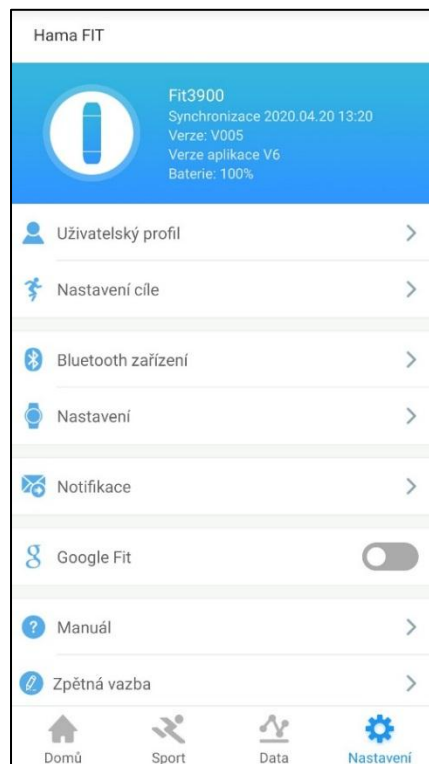 Hama FIT
Fit3900
Synchronizace 2020.04.20 13:20
Verze: V005
Verze aplikace V6
Baterie: 100%
Uživatelský profil
Nastavení cíle
Bluetooth zařízení
Nastavení
Notifikace
Google Fit
Manuál
Zpětná vazba
Domů Sport Data Nastavení